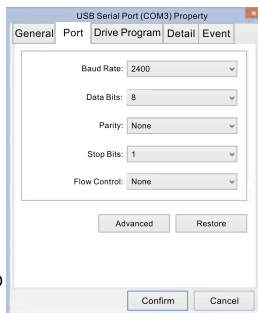 USB Serial Port (COM3) Property
General Port Drive Program Detail Event
Baud Rate: 2400
Data Bits: 8
Parity: None
Stop Bits: 1
Flow Control: None
Advanced Restore
Confirm Cancel